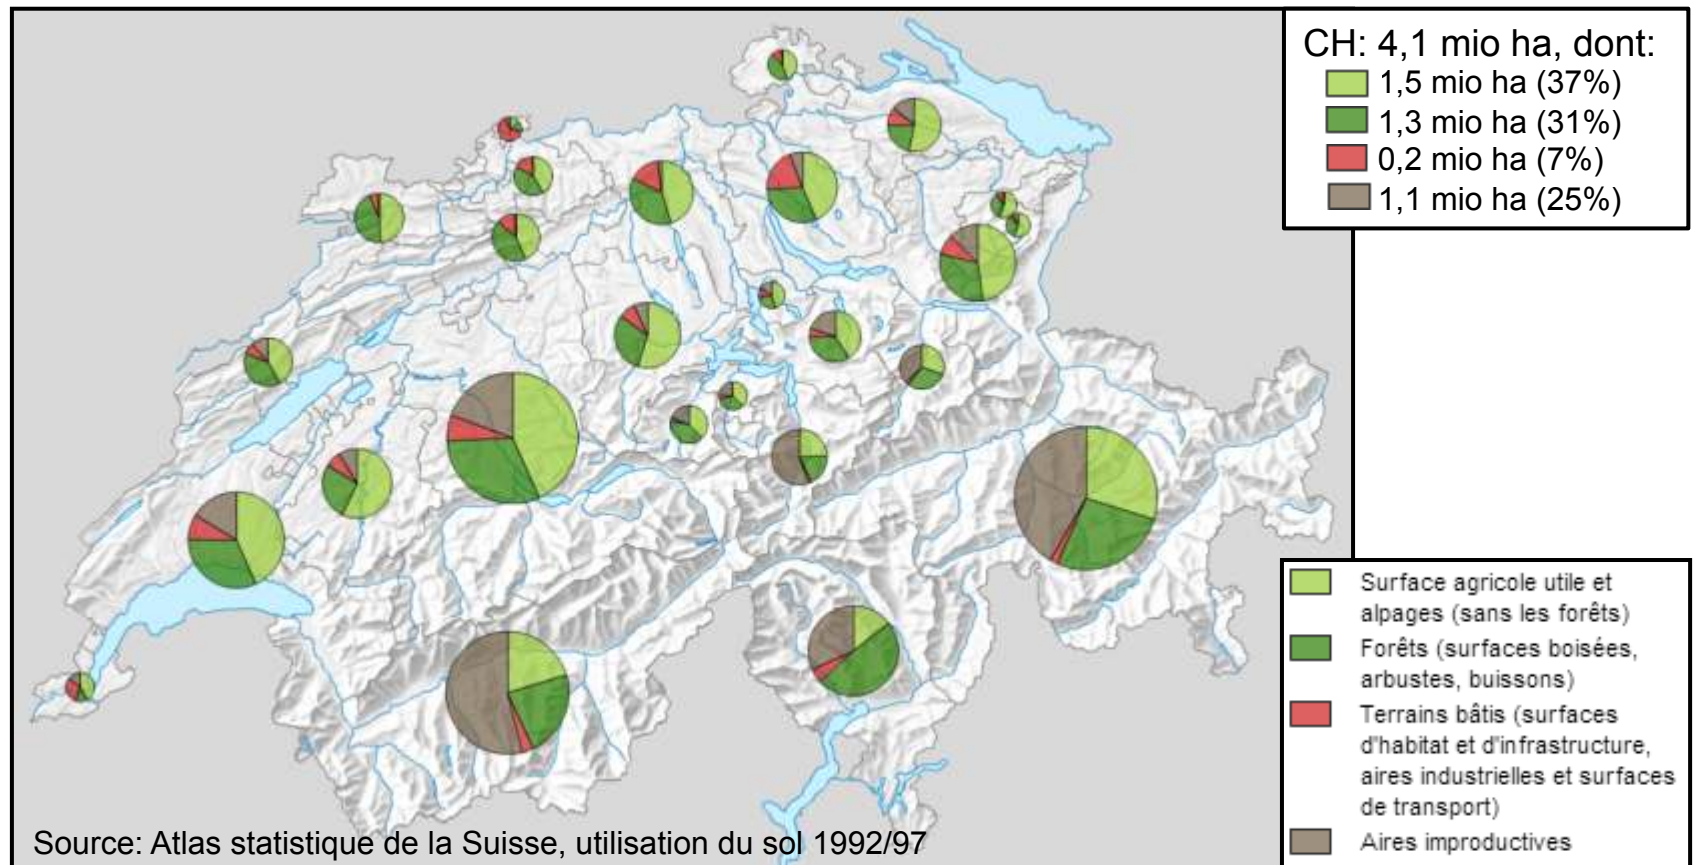 CH: 4,1 mio ha, dont:
1,5 mio ha (37%)
1,3 mio ha (31%)
0,2 mio ha (7%)
1,1 mio ha (25%)
Surface agricole utile et
alpages (sans les forêts)
Forêts (surfaces boisées,
arbustes, buissons)
Terrains bâtis (surfaces
d'habitat et d'infrastructure,
aires industrielles et surfaces
de transport)
Aires improductives
Source: Atlas statistique de la Suisse, utilisation du sol 1992/97